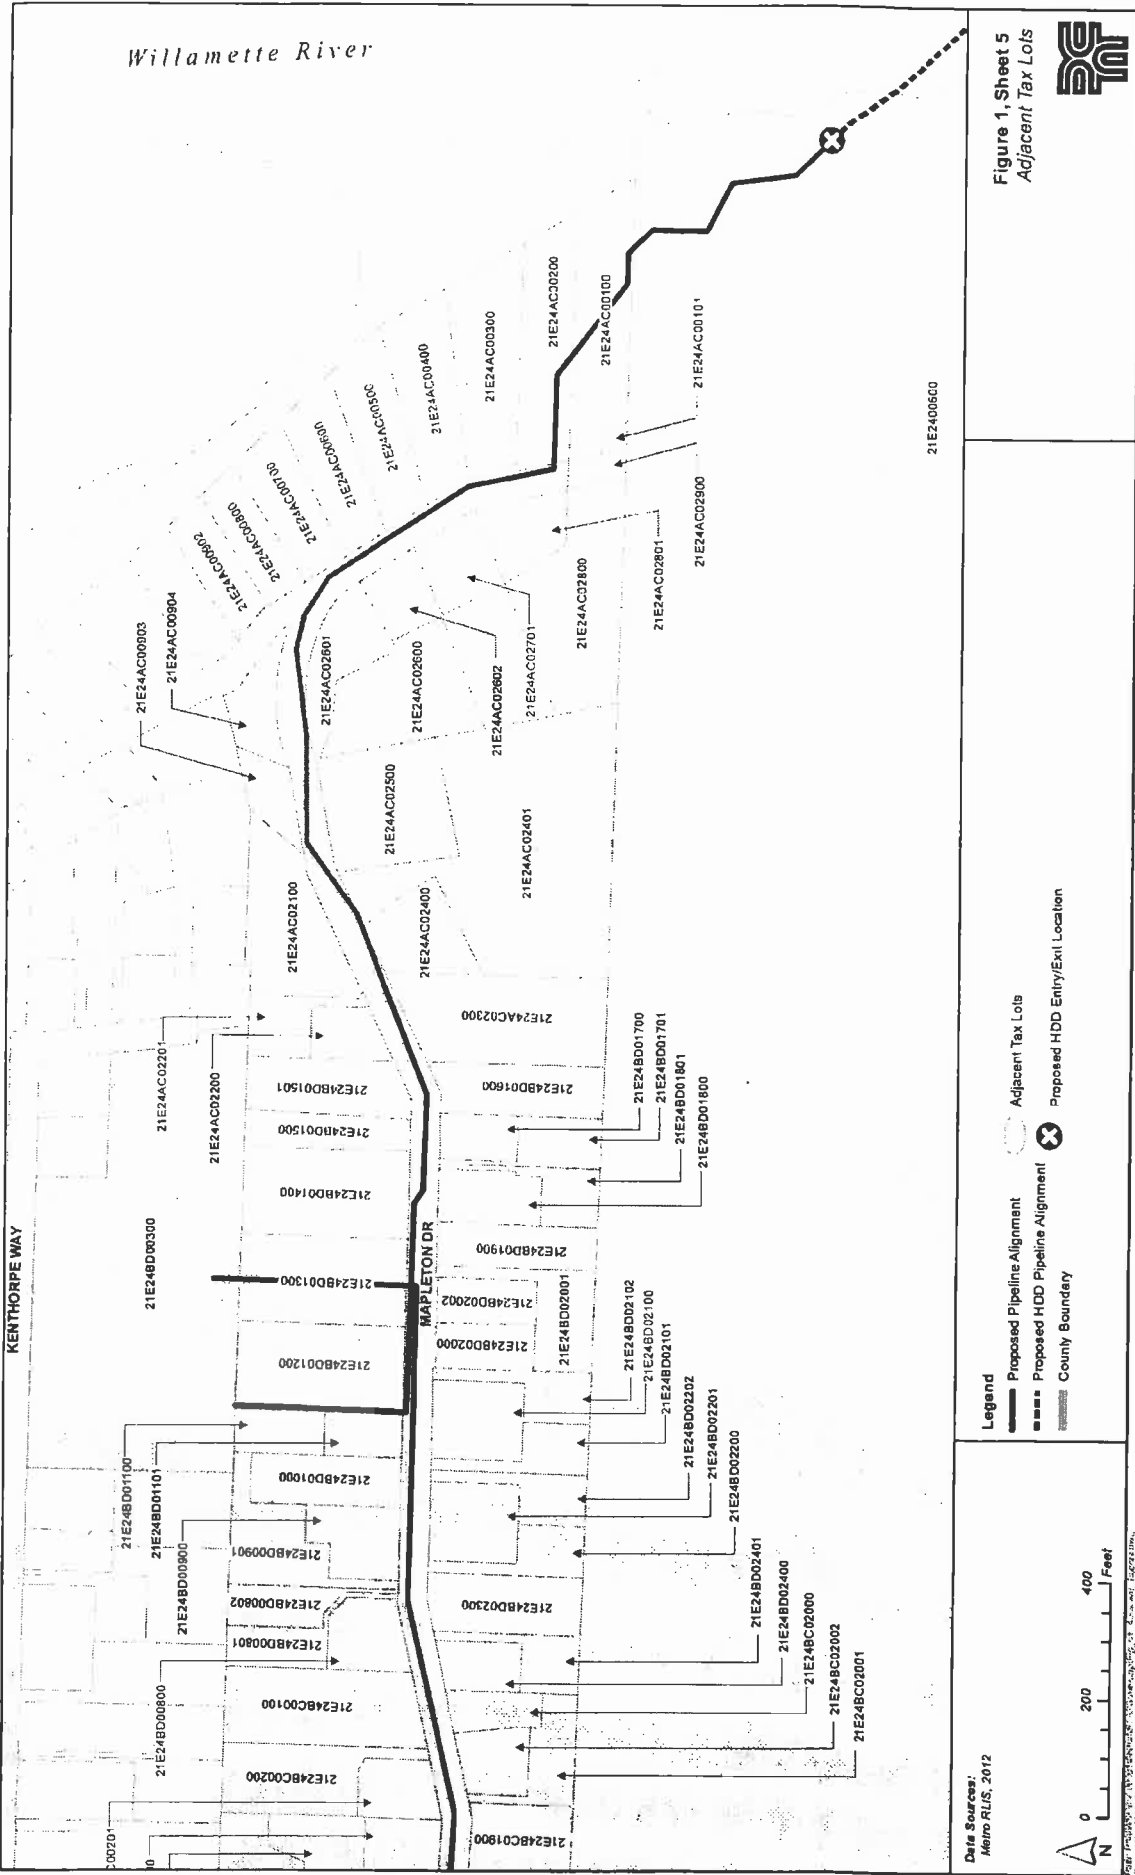 KENTHORPE WAY
Willamette River
21E24AC00903
21E24AC00904
21E24AC00902
21E24AC00800
21E24AC00700
21E24AC00600
21E24AC00500
21E24AC00400
21E24AC00300
21E24AC00200
21E24AC00100
21E24AC00101
21E24AC02900
21E24AC02801
21E24AC02800
21E24AC02701
21E24AC02602
21E24AC02600
21E24AC02601
21E24AC02500
21E24AC02401
21E24AC02400
21E24AC02300
21E24AC02100
21E24AC02201
21E24AC02200
21E2400600
21E24BD00300
21E24BD01501
21E24BD01500
21E24BD01400
21E24BD01300
21E24BD01200
21E24BD01100
21E24BD01101
21E24BD01000
21E24BD00900
21E24BD00901
21E24BD00802
21E24BD00801
21E24BD00800
21E24BC00100
21E24BC00200
C00201
00
MAPLETON DR
21E24BD01600
21E24BD01700
21E24BD01701
21E24BD01801
21E24BD01800
21E24BD01900
21E24BD02002
21E24BD02001
21E24BD02000
21E24BD02102
21E24BD02100
21E24BD02101
21E24BD02202
21E24BD02201
21E24BD02200
21E24BD02300
21E24BD02401
21E24BD02400
21E24BC02000
21E24BC02002
21E24BC02001
21E24BC01900
Data Sources:
Metro RLIS, 2012
N
0 200 400
Feet
Legend
Proposed Pipeline Alignment
Proposed HDD Pipeline Alignment
County Boundary
Adjacent Tax Lots
Proposed HDD Entry/Exit Location
Figure 1, Sheet 5
Adjacent Tax Lots